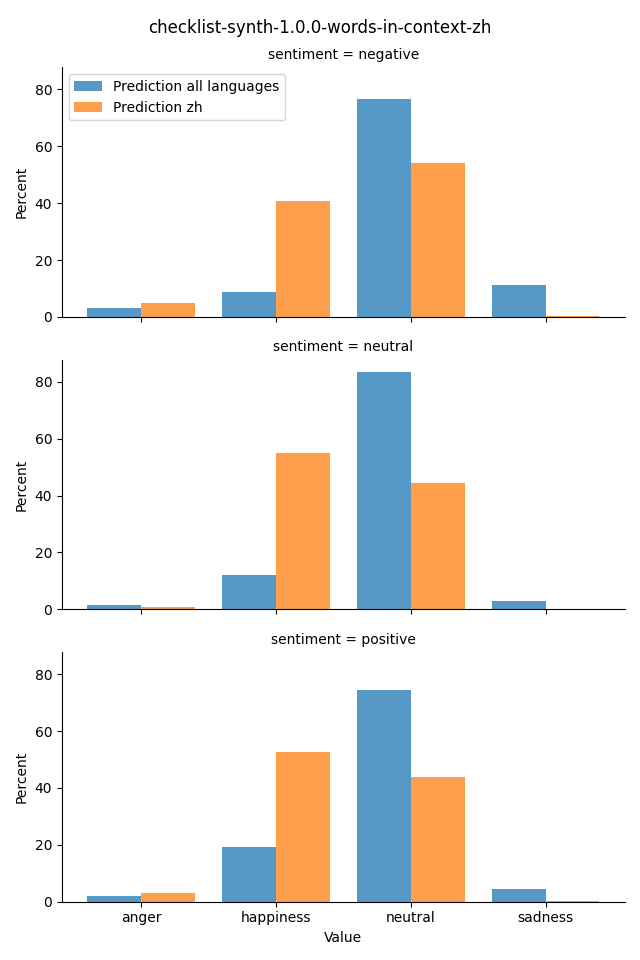 checklist-synth-1.0.0-words-in-context-zh
sentiment = negative
Prediction all languages
Prediction zh
Percent
80
60
40
20
0
sentiment = neutral
Percent
80
60
40
20
0
sentiment = positive
Percent
80
60
40
20
0
anger happiness neutral sadness
Value